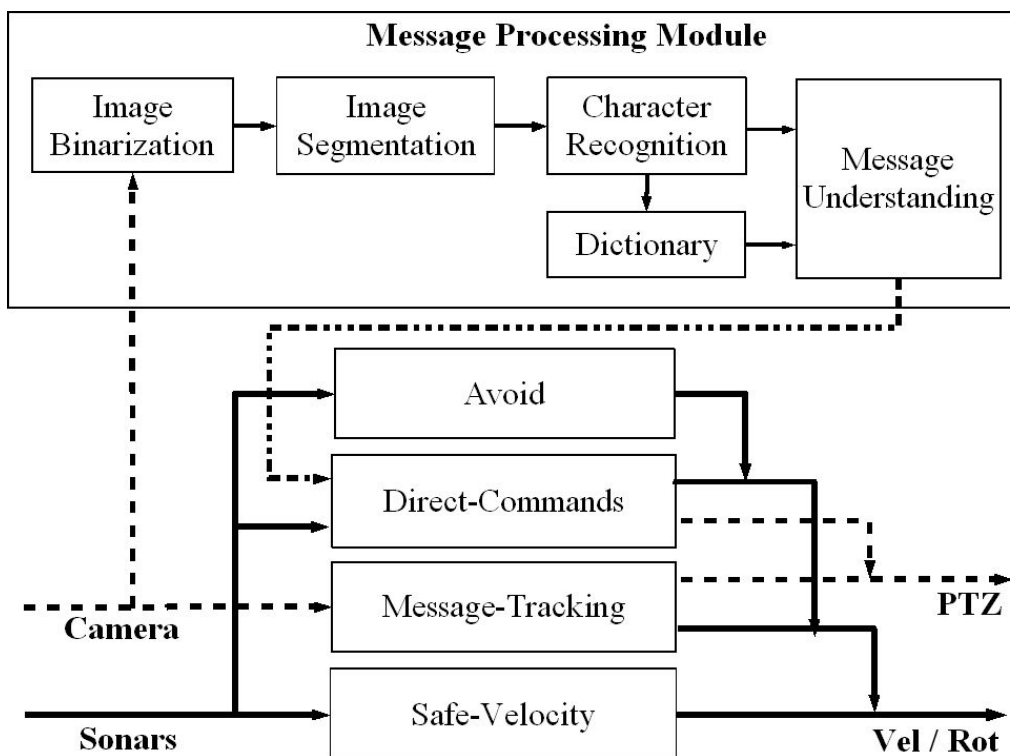 Message Processing Module
Image
Binarization
Image
Segmentation
Character
Recognition
Message
Understanding
Dictionary
Avoid
Direct-Commands
Message-Tracking
Camera
PTZ
Safe-Velocity
Sonars
Vel / Rot